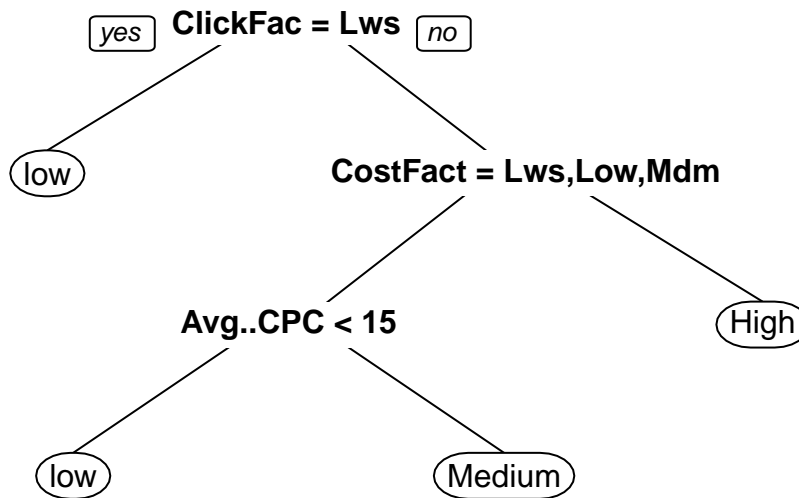 yes ClickFac = Lws no
low
CostFact = Lws,Low,Mdm
Avg..CPC < 15
High
low
Medium